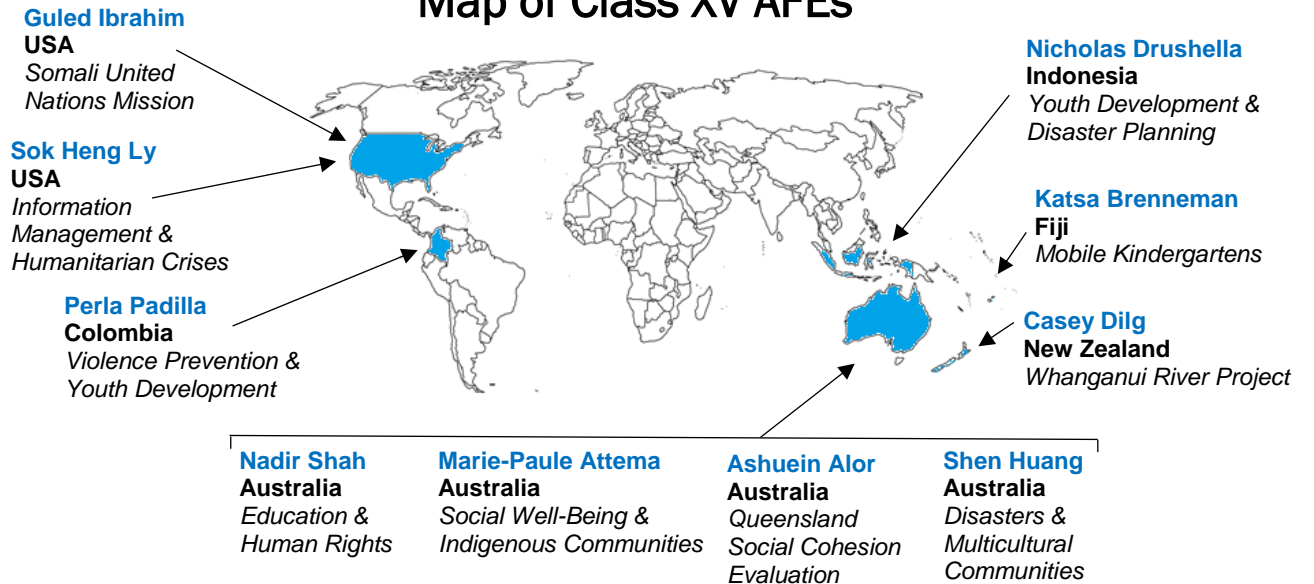 Map of Class XV AFEs
Guled Ibrahim
USA
Somali United
Nations Mission
Sok Heng Ly
USA
Information
Management &
Humanitarian Crises
Perla Padilla
Colombia
Violence Prevention &
Youth Development
Nicholas Drushella
Indonesia
Youth Development &
Disaster Planning
Katsa Brenneman
Fiji
Mobile Kindergartens
Casey Dilg
New Zealand
Whanganui River Project
Nadir Shah
Australia
Education &
Human Rights
Marie-Paule Attema
Australia
Social Well-Being &
Indigenous Communities
Ashuein Alor
Australia
Queensland
Social Cohesion
Evaluation
Shen Huang
Australia
Disasters &
Multicultural
Communities